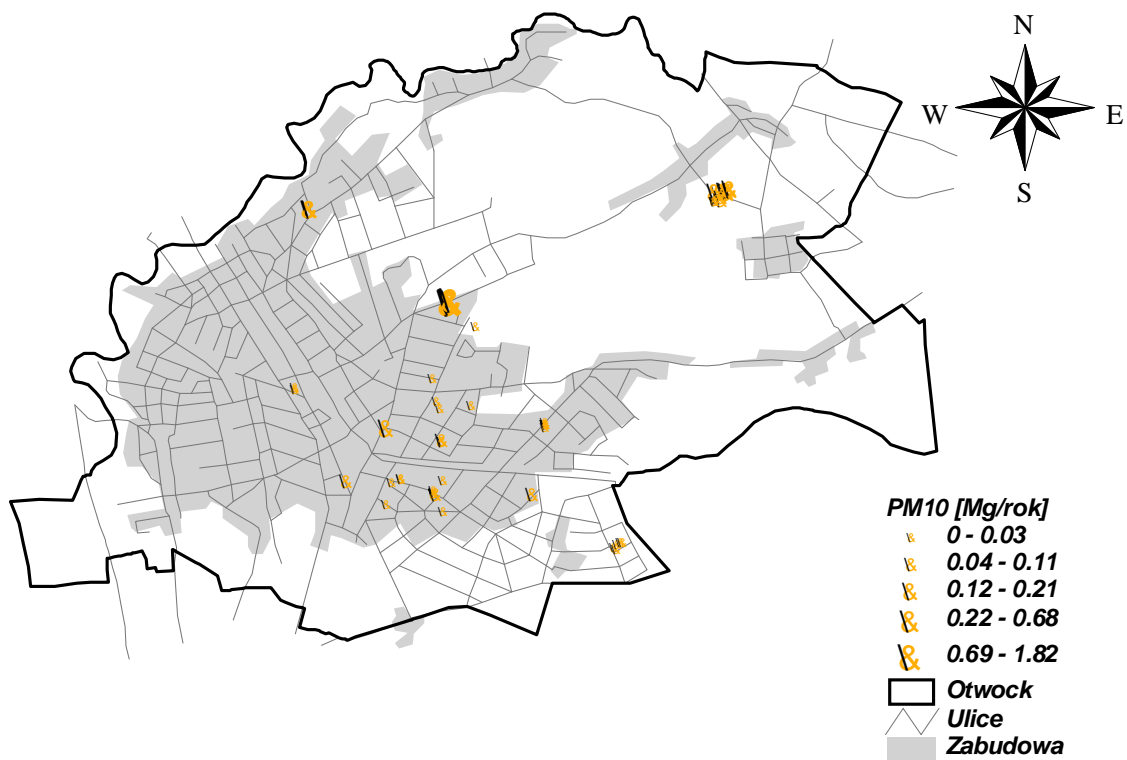 N
W E
S
PM10 [Mg/rok]
& 0 - 0.03
& 0.04 - 0.11
& 0.12 - 0.21
& 0.22 - 0.68
& 0.69 - 1.82
Otwock
Ulice
Zabudowa